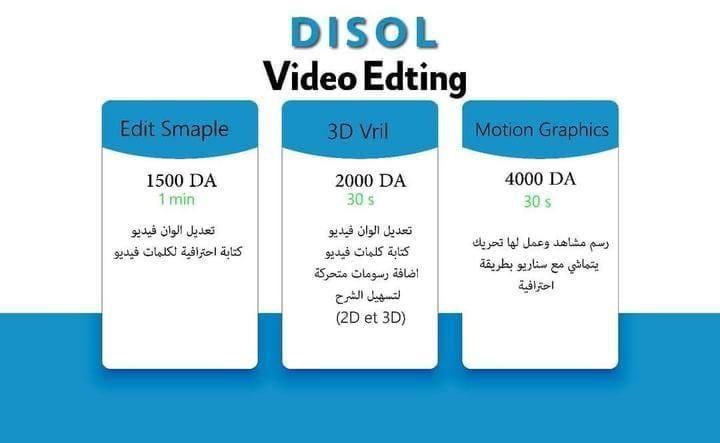 DISOL
Video Edting
Edit Smaple
1500 DA
1 min
تعديل الوان فيديو
كتابة احترافية لكلمات فيديو
3D Vril
2000 DA
30 s
تعديل الوان فيديو
كتابة كلمات فيديو
اضافة رسومات متحركة
لتسهيل الشرح
(2D et 3D)
Motion Graphics
4000 DA
30 s
رسم مشاهد وعمل لها تحريك
يتماشي مع سناريو بطريقة
احترافية